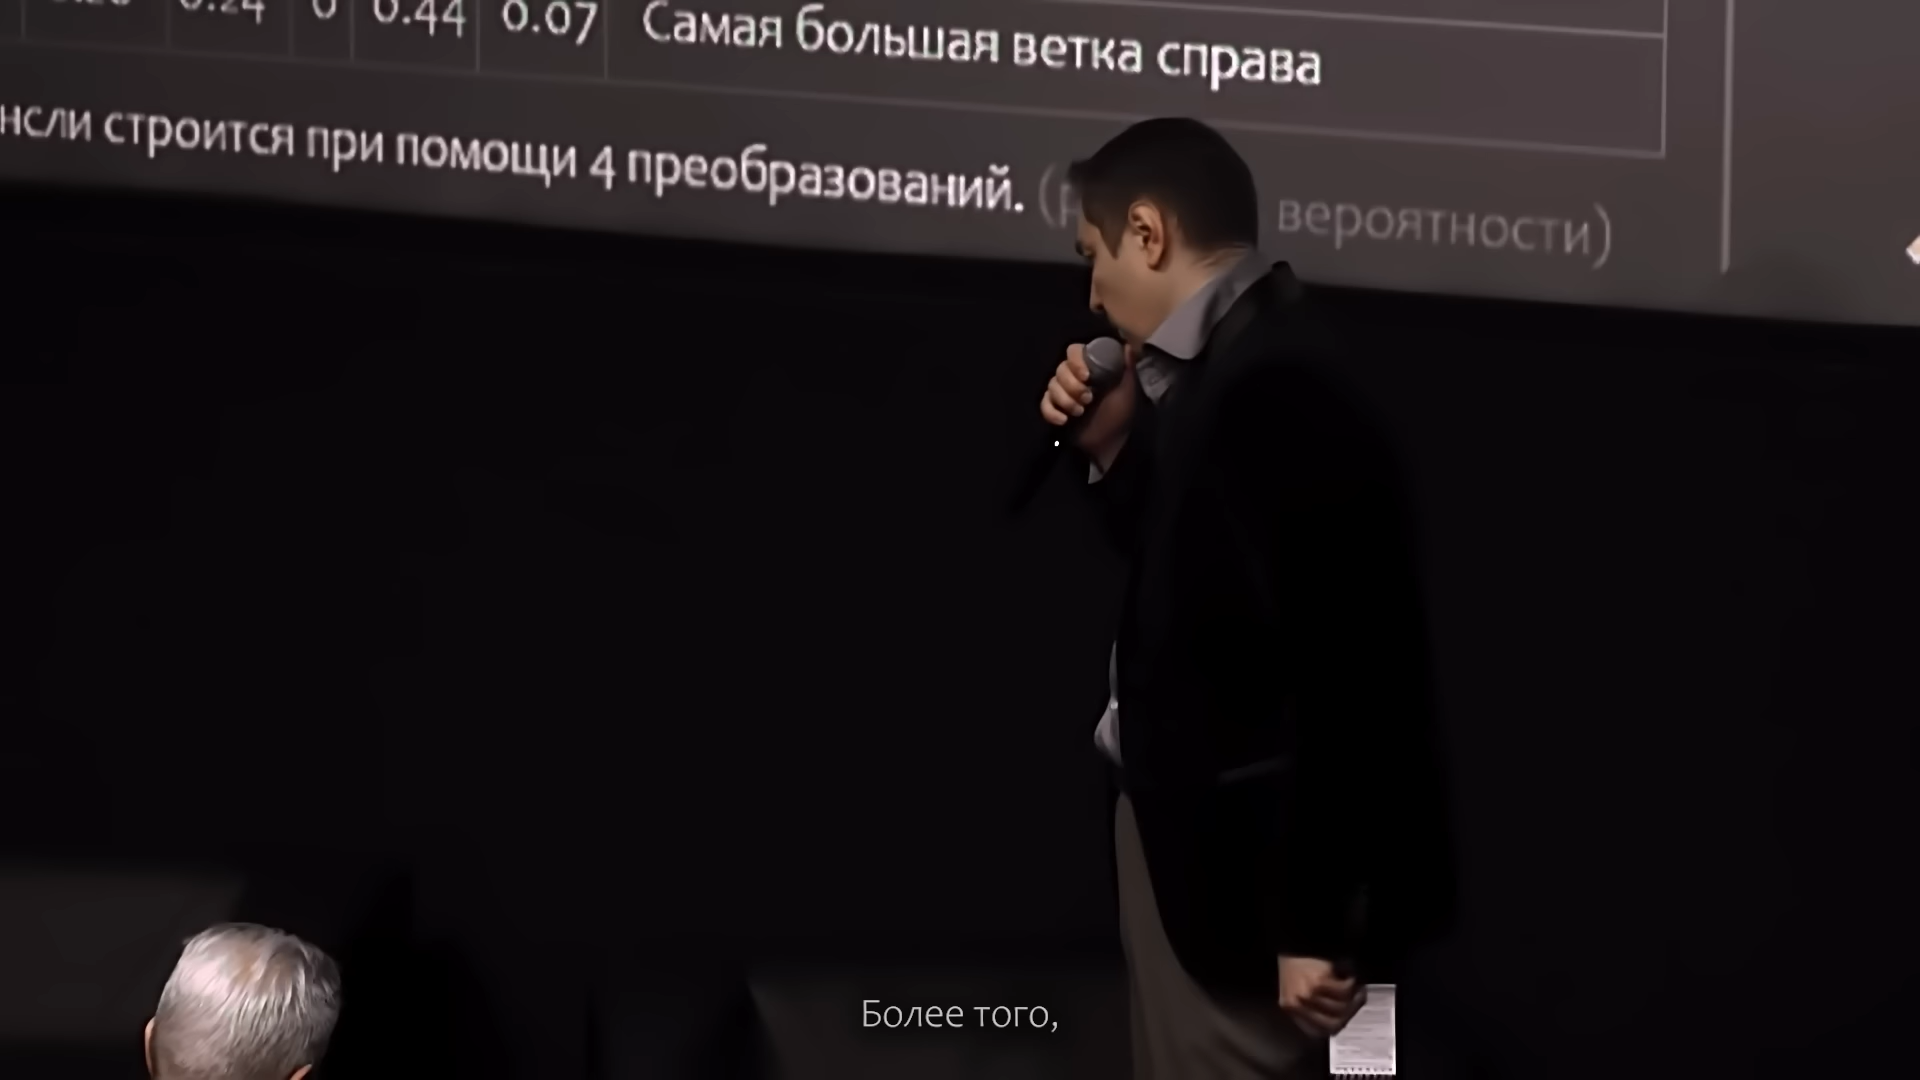 0.24 0 0.44 0.07 Самая большая ветка справа
строится при помощи 4 преобразований. вероятности)
Более того,